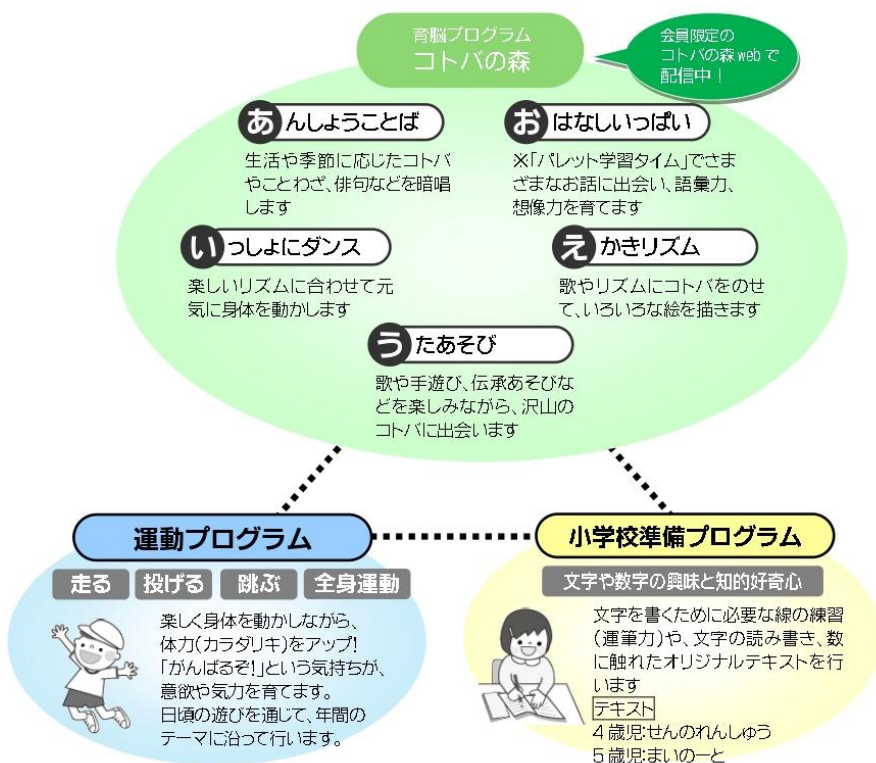 育脳プログラム
コトバの森
会員限定の
コトバの森webで
配信中!
あんしょうことば
生活や季節に応じたコトバ
やことわざ、俳句などを暗唱
します
おはなしいっぱい
※「パレット学習タイム」でさま
ざまなお話に出会い、語彙力、
想像力を育てます
いっしょにダンス
楽しいリズムに合わせて元
気に身体を動かします
えかきリズム
歌やリズムにコトバをのせ
て、いろいろな絵を描きます
うたあそび
歌や手遊び、伝承あそびな
どを楽しみながら、沢山の
コトバに出会います
運動プログラム
走る 投げる 跳ぶ 全身運動
楽しく身体を動かしながら、
体力(カラダリキ)をアップ!
「がんばるぞ!」という気持ちが、
意欲や気力を育てます。
日頃の遊びを通じて、年間の
テーマに沿って行います。
小学校準備プログラム
文字や数字の興味と知的好奇心
文字を書くために必要な線の練習
(運筆力)や、文字の読み書き、数
に触れたオリジナルテキストを行
います
テキスト
4歳児:せんのれんしゅう
5歳児:まいのーと